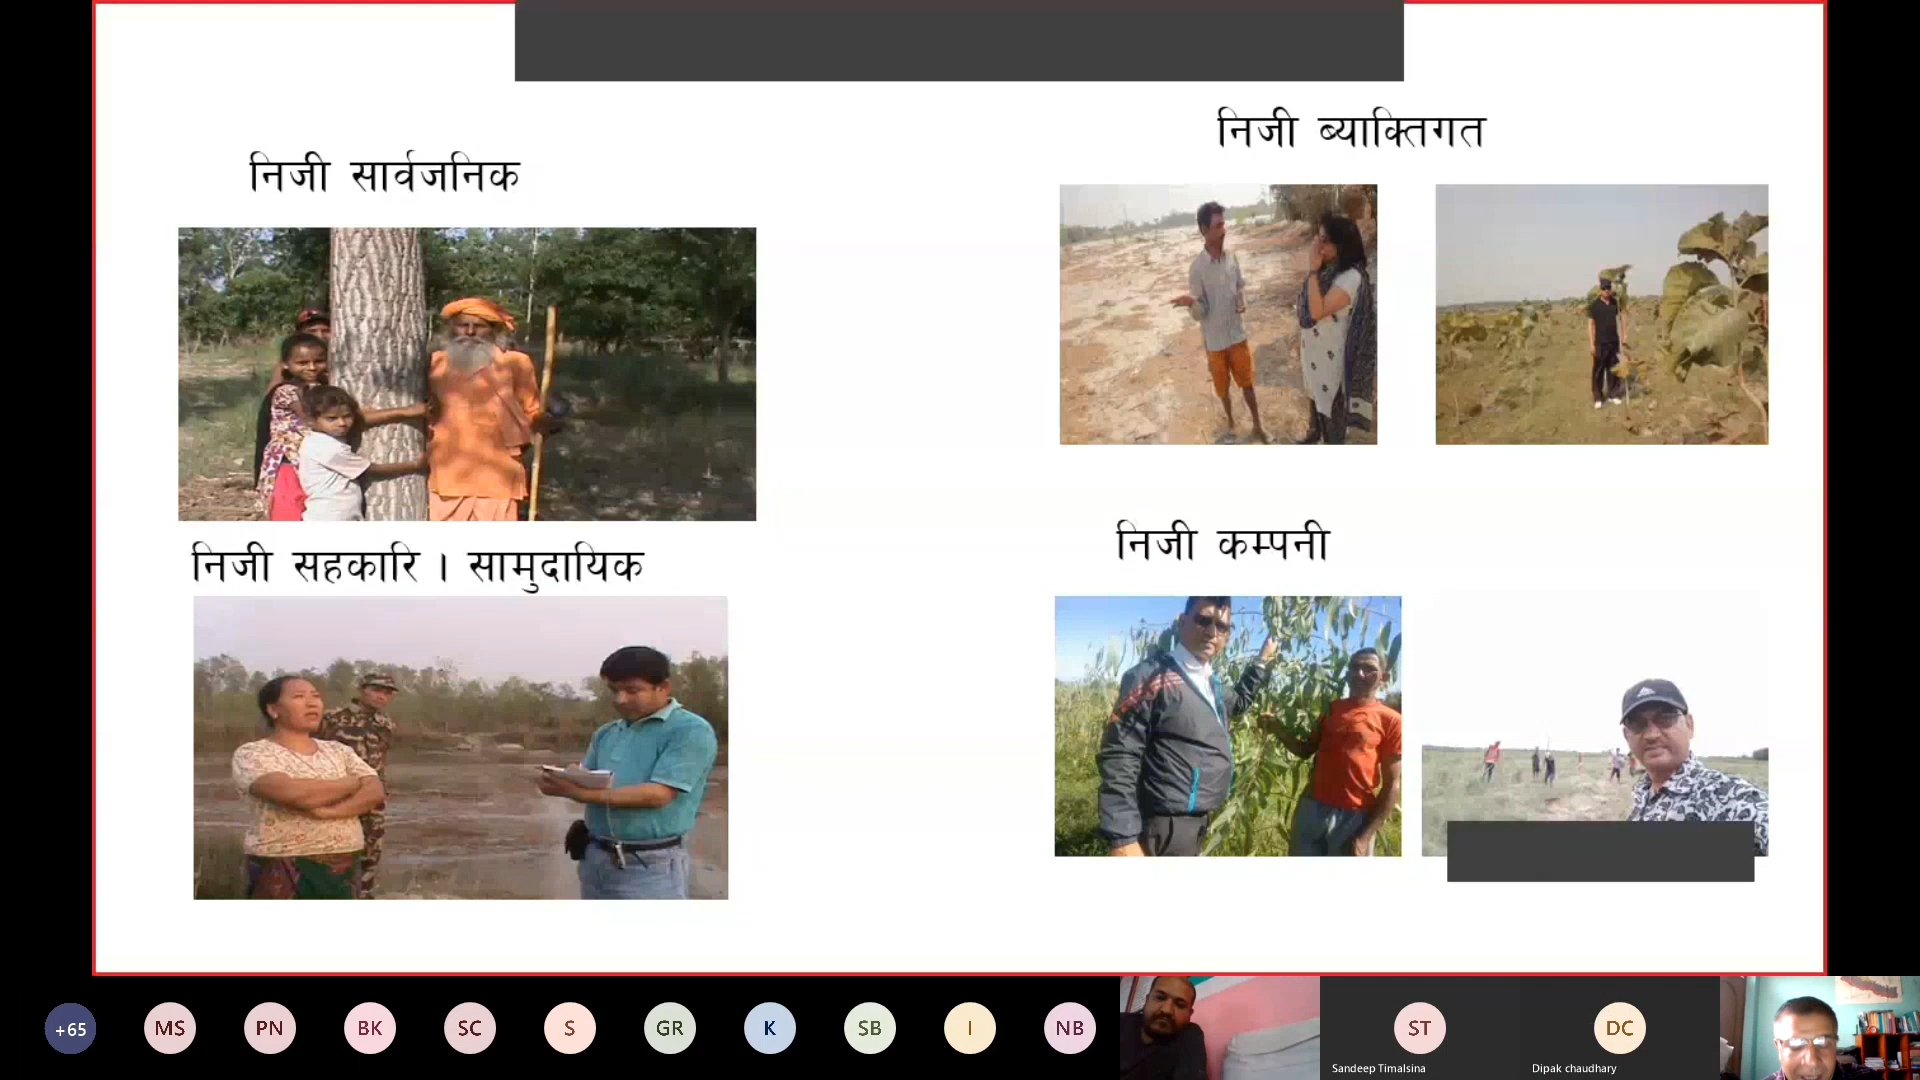 निजी सार्वजनिक
निजी ब्याक्तिगत
निजी सहकारि । सामुदायिक
निजी कम्पनी
+65
MS
PN
BK
SC
S
GR
K
SB
I
NB
ST
DC
Sandeep Timalsina
Dipak chaudhary